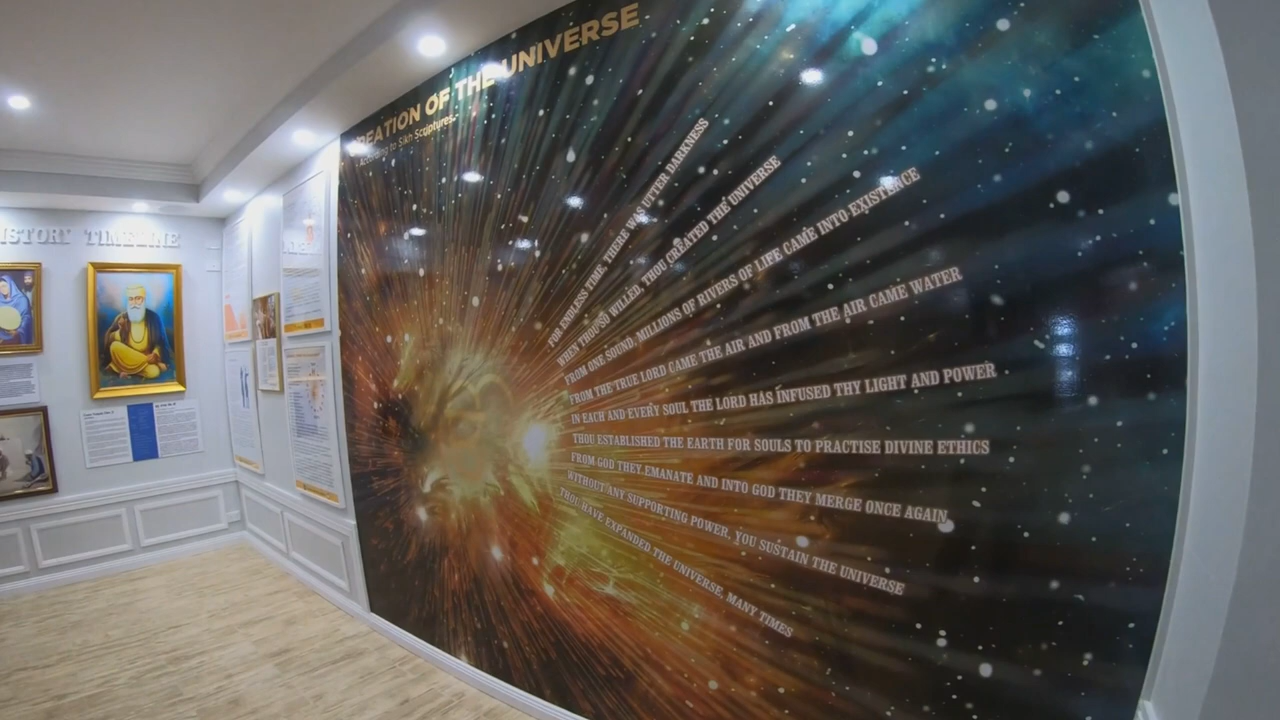 CREATION OF THE UNIVERSE
According to Sikh Scriptures
FOR ENDLESS TIME, THERE WAS UTTER DARKNESS
WHEN THOU SO WILLED, THOU CREATED THE UNIVERSE
FROM ONE SOUND, MILLIONS OF RIVERS OF LIFE CAME INTO EXISTENCE
FROM THE TRUE LORD CAME THE AIR AND FROM THE AIR CAME WATER
IN EACH AND EVERY SOUL THE LORD HAS INFUSED THY LIGHT AND POWER
THOU ESTABLISHED THE EARTH FOR SOULS TO PRACTISE DIVINE ETHICS
FROM GOD THEY EMANATE AND INTO GOD THEY MERGE ONCE AGAIN
WITHOUT ANY SUPPORTING POWER, YOU SUSTAIN THE UNIVERSE
THOU HAVE EXPANDED THE UNIVERSE, MANY TIMES
ISTORY TIMELINE